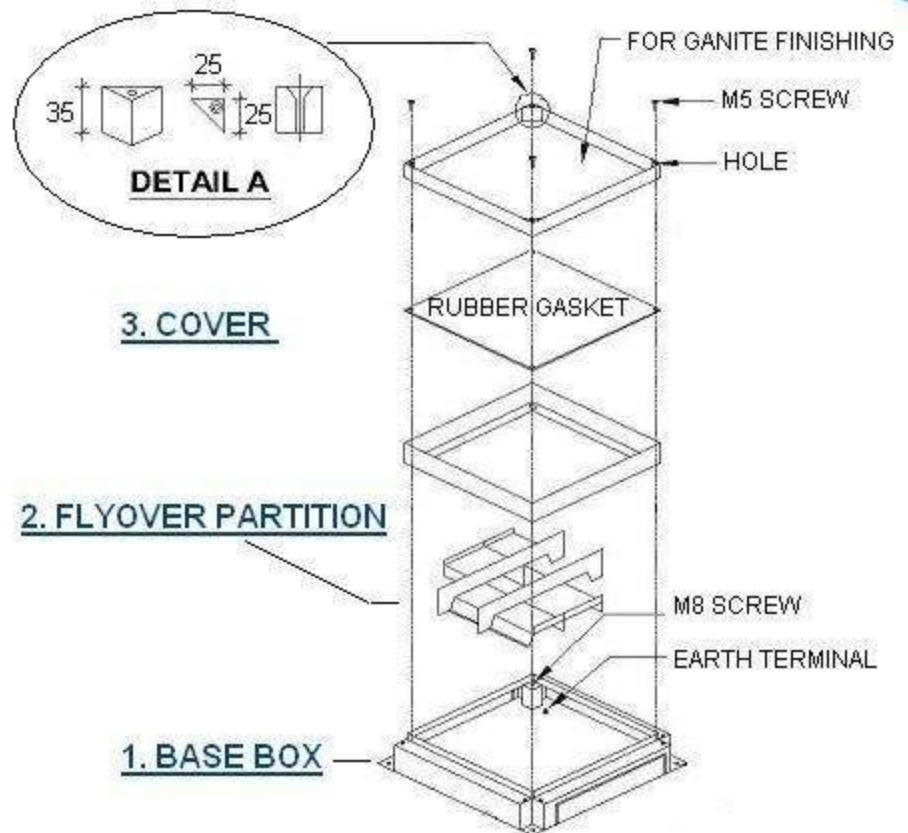 FOR GANITE FINISHING
25
35
25
M5 SCREW
DETAIL A
HOLE
RUBBER GASKET
3. COVER
2. FLYOVER PARTITION
M8 SCREW
EARTH TERMINAL
1. BASE BOX